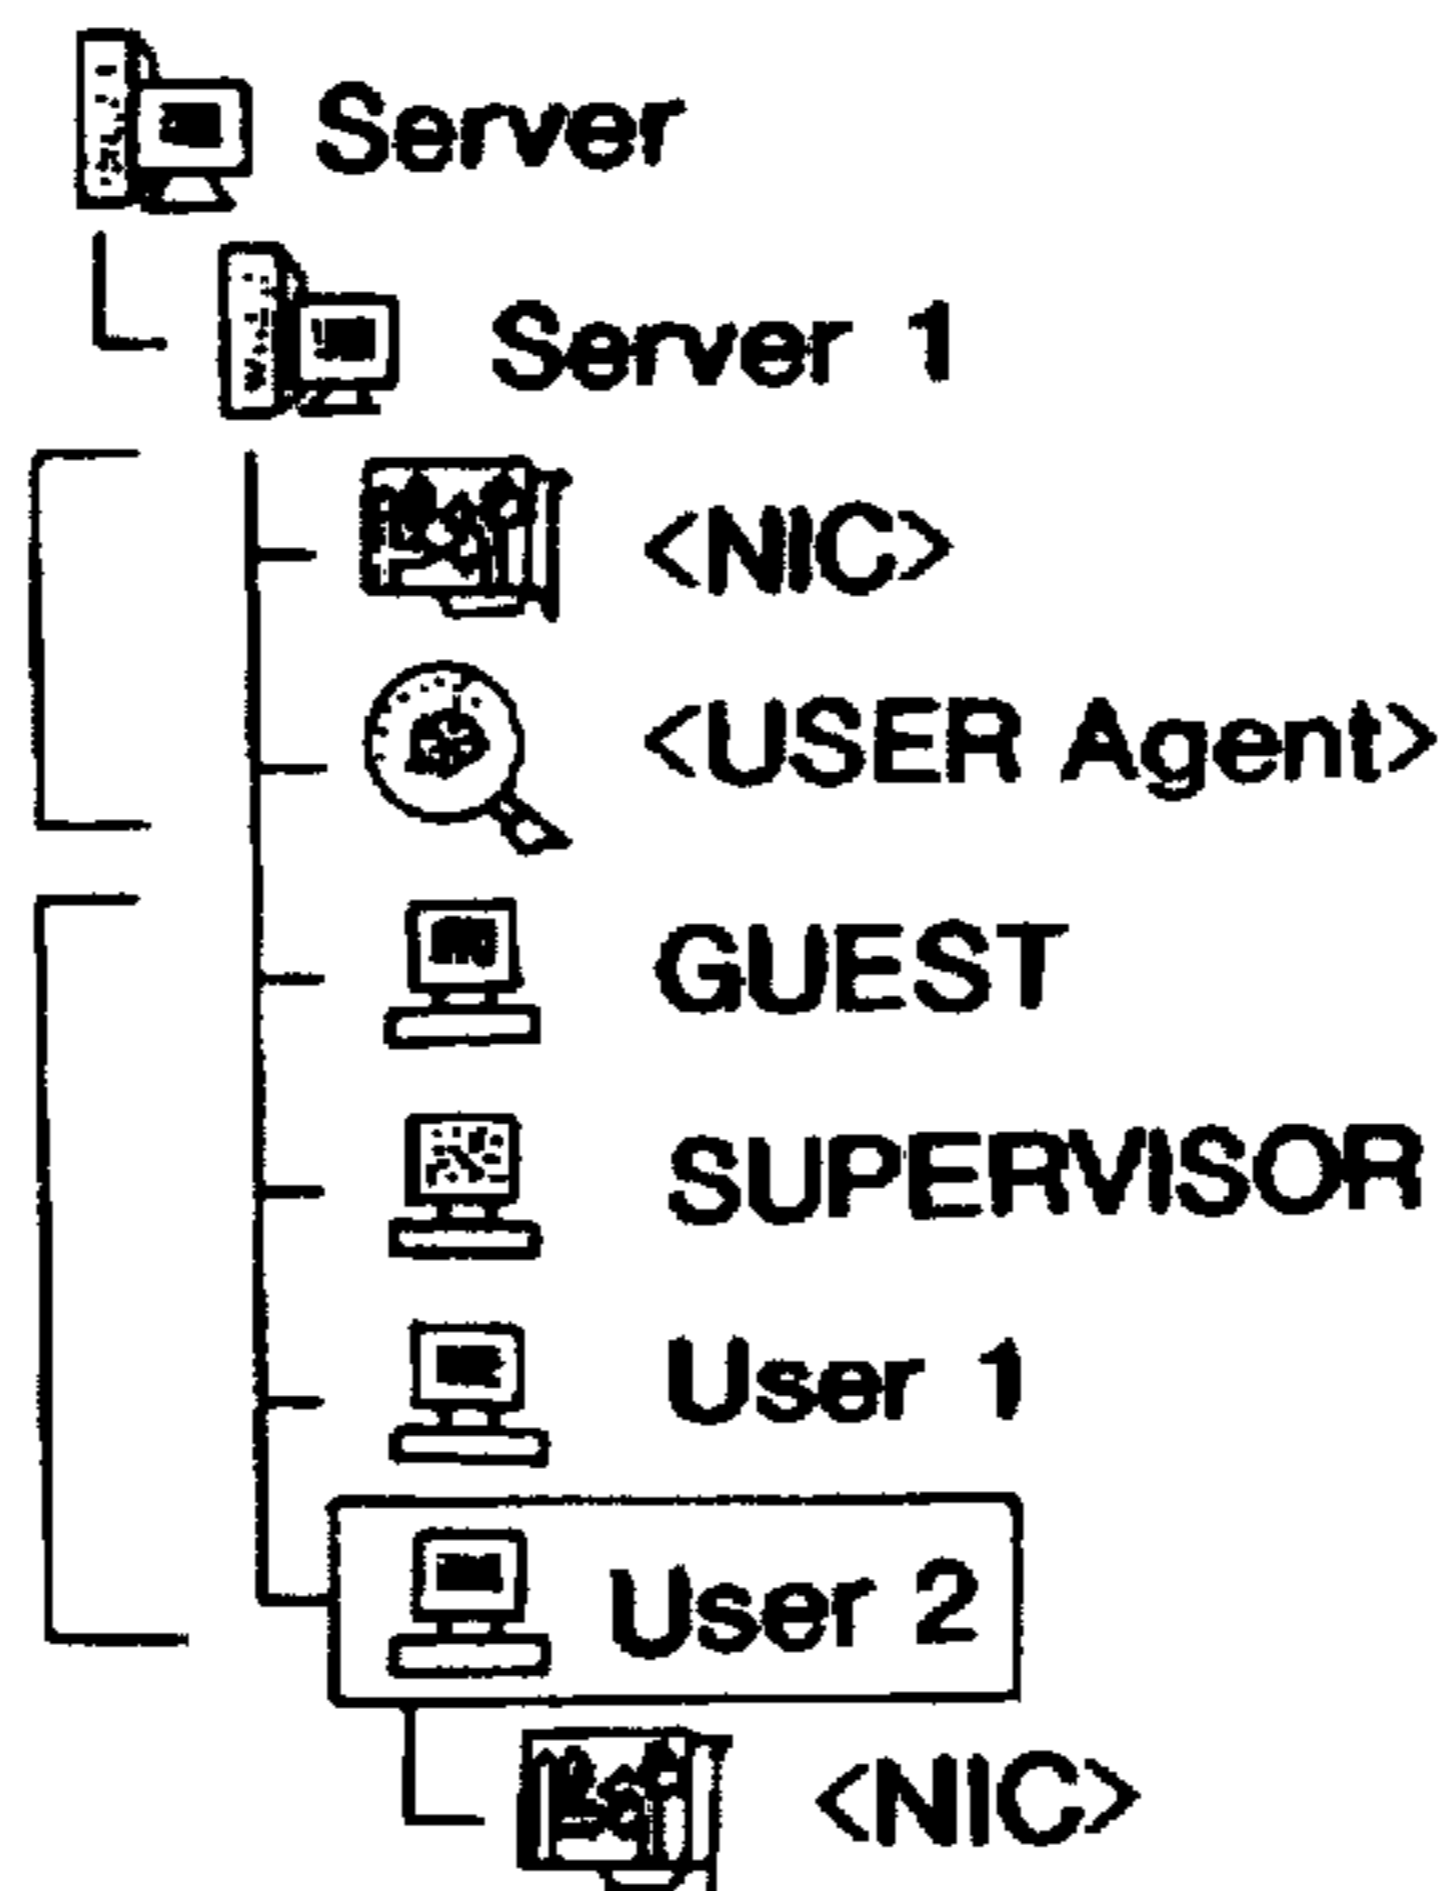 Server
Server 1
<NIC>
<USER Agent>
GUEST
SUPERVISOR
User 1
User 2
<NIC>